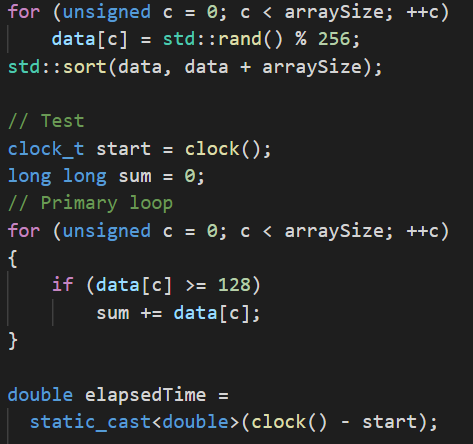 for (unsigned c = 0; c < arraySize; ++c)
    data[c] = std::rand() % 256;
std::sort(data, data + arraySize);

// Test
clock_t start = clock();
long long sum = 0;
// Primary loop
for (unsigned c = 0; c < arraySize; ++c)
{
    if (data[c] >= 128)
        sum += data[c];
}

double elapsedTime =
  static_cast<double>(clock() - start);